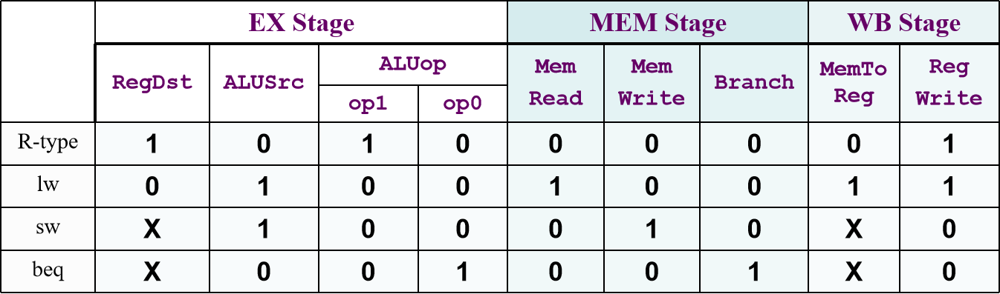 EX Stage MEM Stage WB Stage
RegDst ALUSrc ALUop Mem Read Mem Write Branch MemTo Reg Reg Write
op1 op0
R-type 1 0 1 0 0 0 0 0 1
lw 0 1 0 0 1 0 0 1 1
sw X 1 0 0 0 1 0 X 0
beq X 0 0 1 0 0 1 X 0